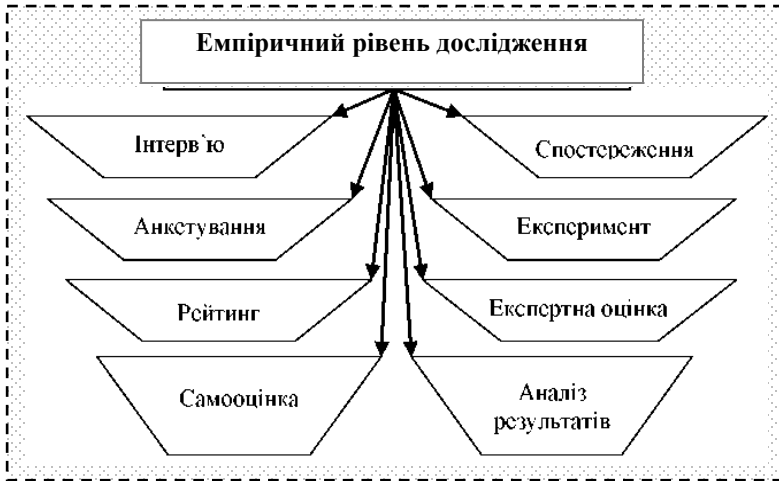 Емпіричний рівень дослідження
Інтерв`ю
Спостереження
Анкетування
Експеримент
Рейтинг
Експертна оцінка
Самооцінка
Аналіз
результатів